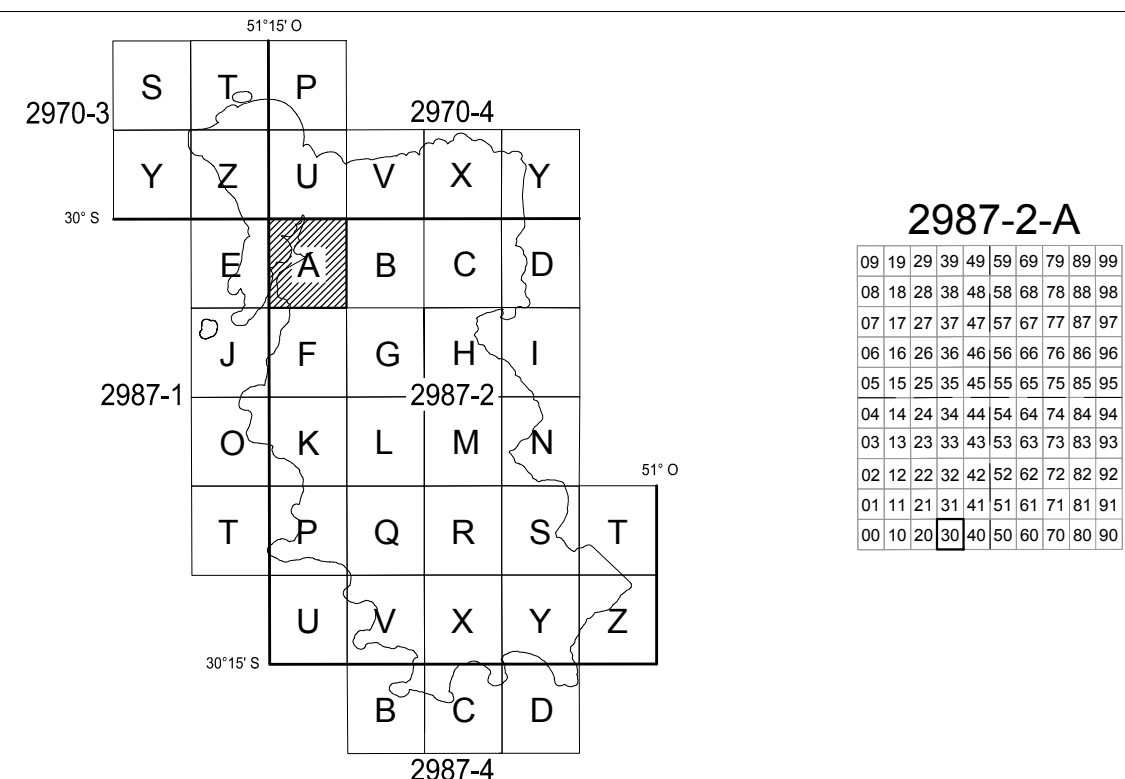 51°15' O
S T P
2970-3 2970-4
Y Z U V X Y
30° S
E A B C D
J F G H I
2987-1 2987-2
O K L M N
51° O
T P Q R S T
U V X Y Z
30°15' S
B C D
2987-4
2987-2-A
09 19 29 39 49 59 69 79 89 99
08 18 28 38 48 58 68 78 88 98
07 17 27 37 47 57 67 77 87 97
06 16 26 36 46 56 66 76 86 96
05 15 25 35 45 55 65 75 85 95
04 14 24 34 44 54 64 74 84 94
03 13 23 33 43 53 63 73 83 93
02 12 22 32 42 52 62 72 82 92
01 11 21 31 41 51 61 71 81 91
00 10 20 30 40 50 60 70 80 90